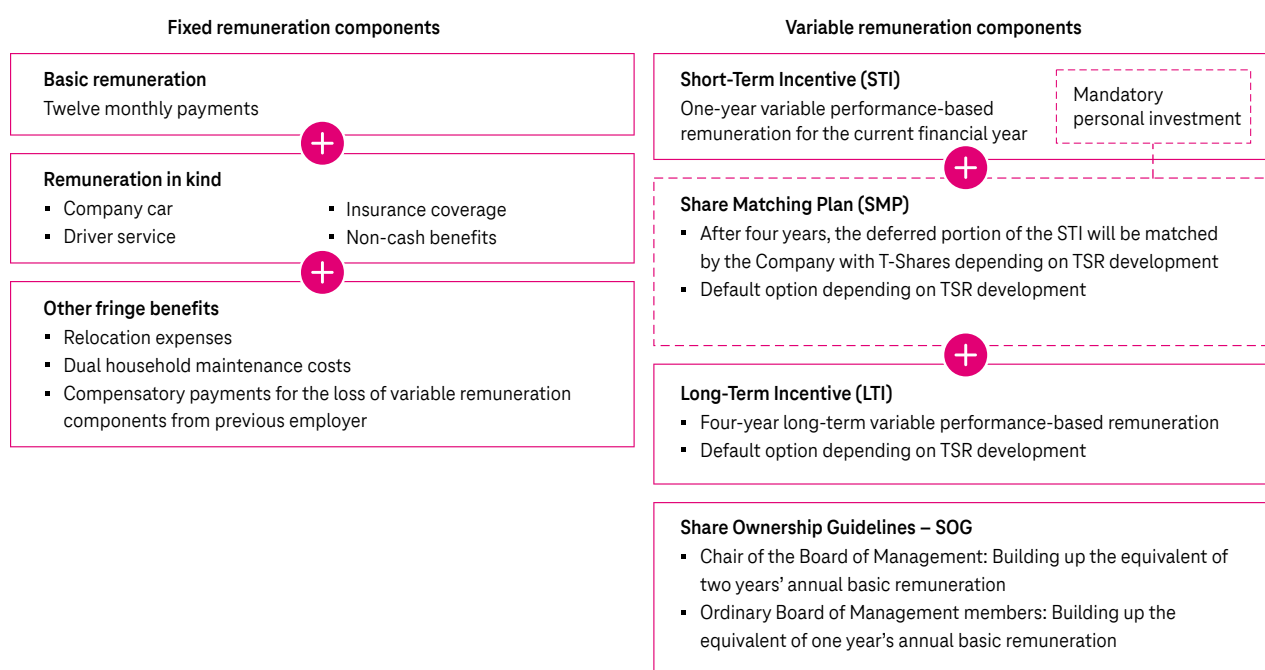 Fixed remuneration components
Basic remuneration
Twelve monthly payments
Remuneration in kind
▪ Company car
▪ Driver service
▪ Insurance coverage
▪ Non-cash benefits
Other fringe benefits
▪ Relocation expenses
▪ Dual household maintenance costs
▪ Compensatory payments for the loss of variable remuneration
components from previous employer
Variable remuneration components
Short-Term Incentive (STI)
One-year variable performance-based
remuneration for the current financial year
Mandatory
personal investment
Share Matching Plan (SMP)
▪ After four years, the deferred portion of the STI will be matched
by the Company with T-Shares depending on TSR development
▪ Default option depending on TSR development
Long-Term Incentive (LTI)
▪ Four-year long-term variable performance-based remuneration
▪ Default option depending on TSR development
Share Ownership Guidelines – SOG
▪ Chair of the Board of Management: Building up the equivalent of
two years’ annual basic remuneration
▪ Ordinary Board of Management members: Building up the
equivalent of one year’s annual basic remuneration